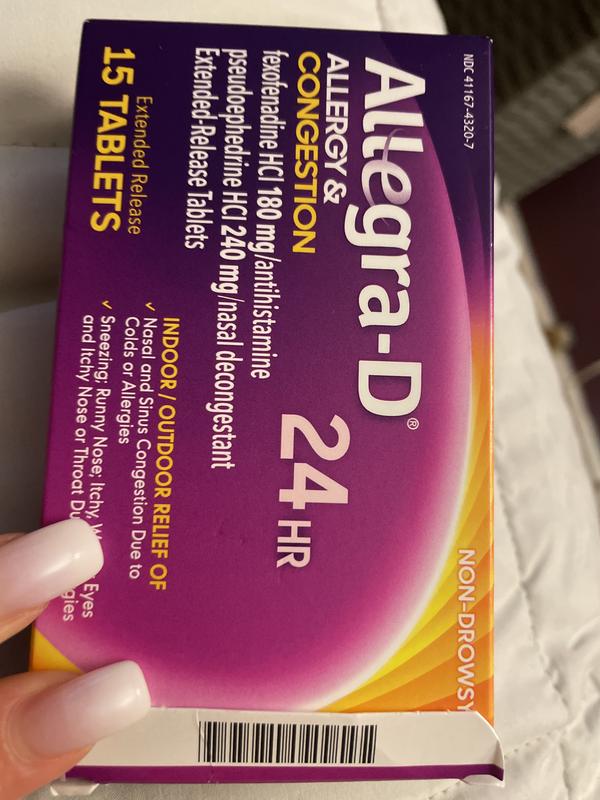 NDC 41167-4320-7
NON-DROWSY
Allegra-D®
ALLERGY &
CONGESTION
24 HR
fexofenadine HCl 180 mg/antihistamine
pseudoephedrine HCl 240 mg/nasal decongestant
Extended-Release Tablets
INDOOR / OUTDOOR RELIEF OF
✓ Nasal and Sinus Congestion Due to
Colds or Allergies
✓ Sneezing; Runny Nose; Itchy, Eyes
and Itchy Nose or Throat
Extended Release
15 TABLETS